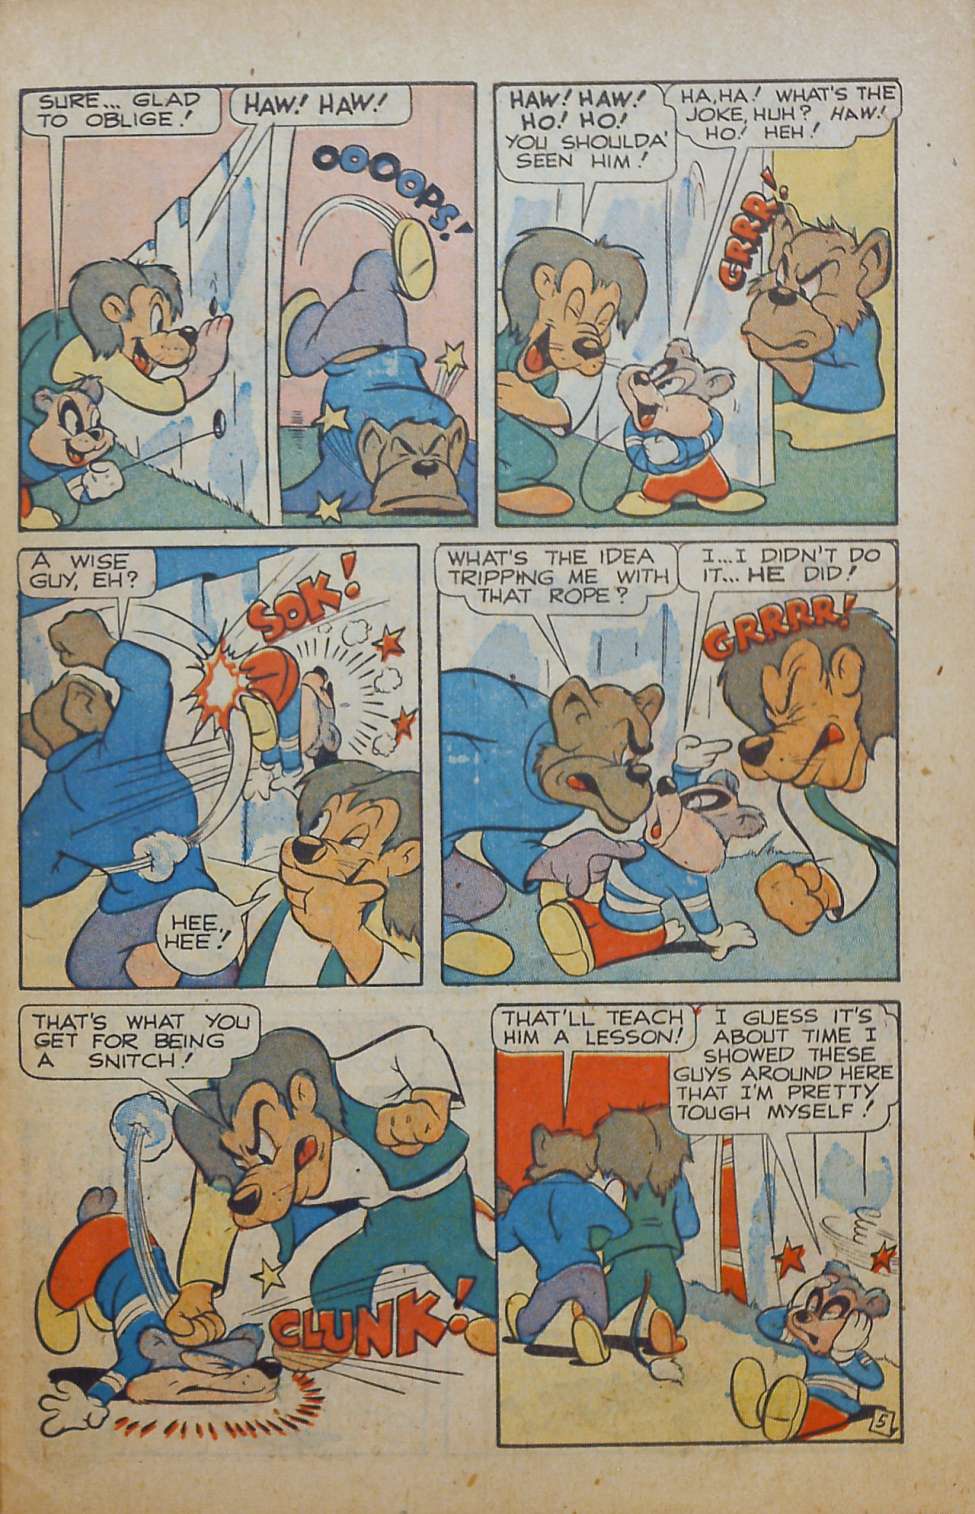 SURE... GLAD
TO OBLIGE!
HAW! HAW!
OOOOPS!
HAW! HAW!
HO! HO!
YOU SHOULDA'
SEEN HIM!
HA, HA! WHAT'S THE
JOKE, HUH? HAW!
HO! HEH!
GRRR!
A WISE
GUY, EH?
SOK!
HEE,
HEE!
WHAT'S THE IDEA
TRIPPING ME WITH
THAT ROPE?
I...I DIDN'T DO
IT... HE DID!
GRRRR!
THAT'S WHAT YOU
GET FOR BEING
A SNITCH!
CLUNK!
THAT'LL TEACH
HIM A LESSON!
I GUESS IT'S
ABOUT TIME I
SHOWED THESE
GUYS AROUND HERE
THAT I'M PRETTY
TOUGH MYSELF!
5